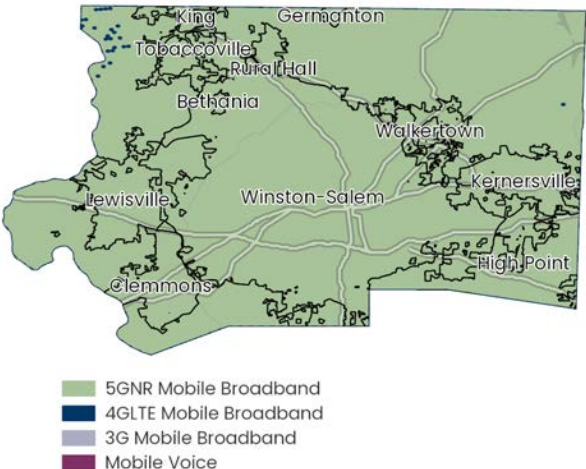 King
Germanton
Tobaccoville
Rural Hall
Bethania
Walkertown
Kernersville
Lewisville
Winston-Salem
High Point
Clemmons
5GNR Mobile Broadband
4GLTE Mobile Broadband
3G Mobile Broadband
Mobile Voice